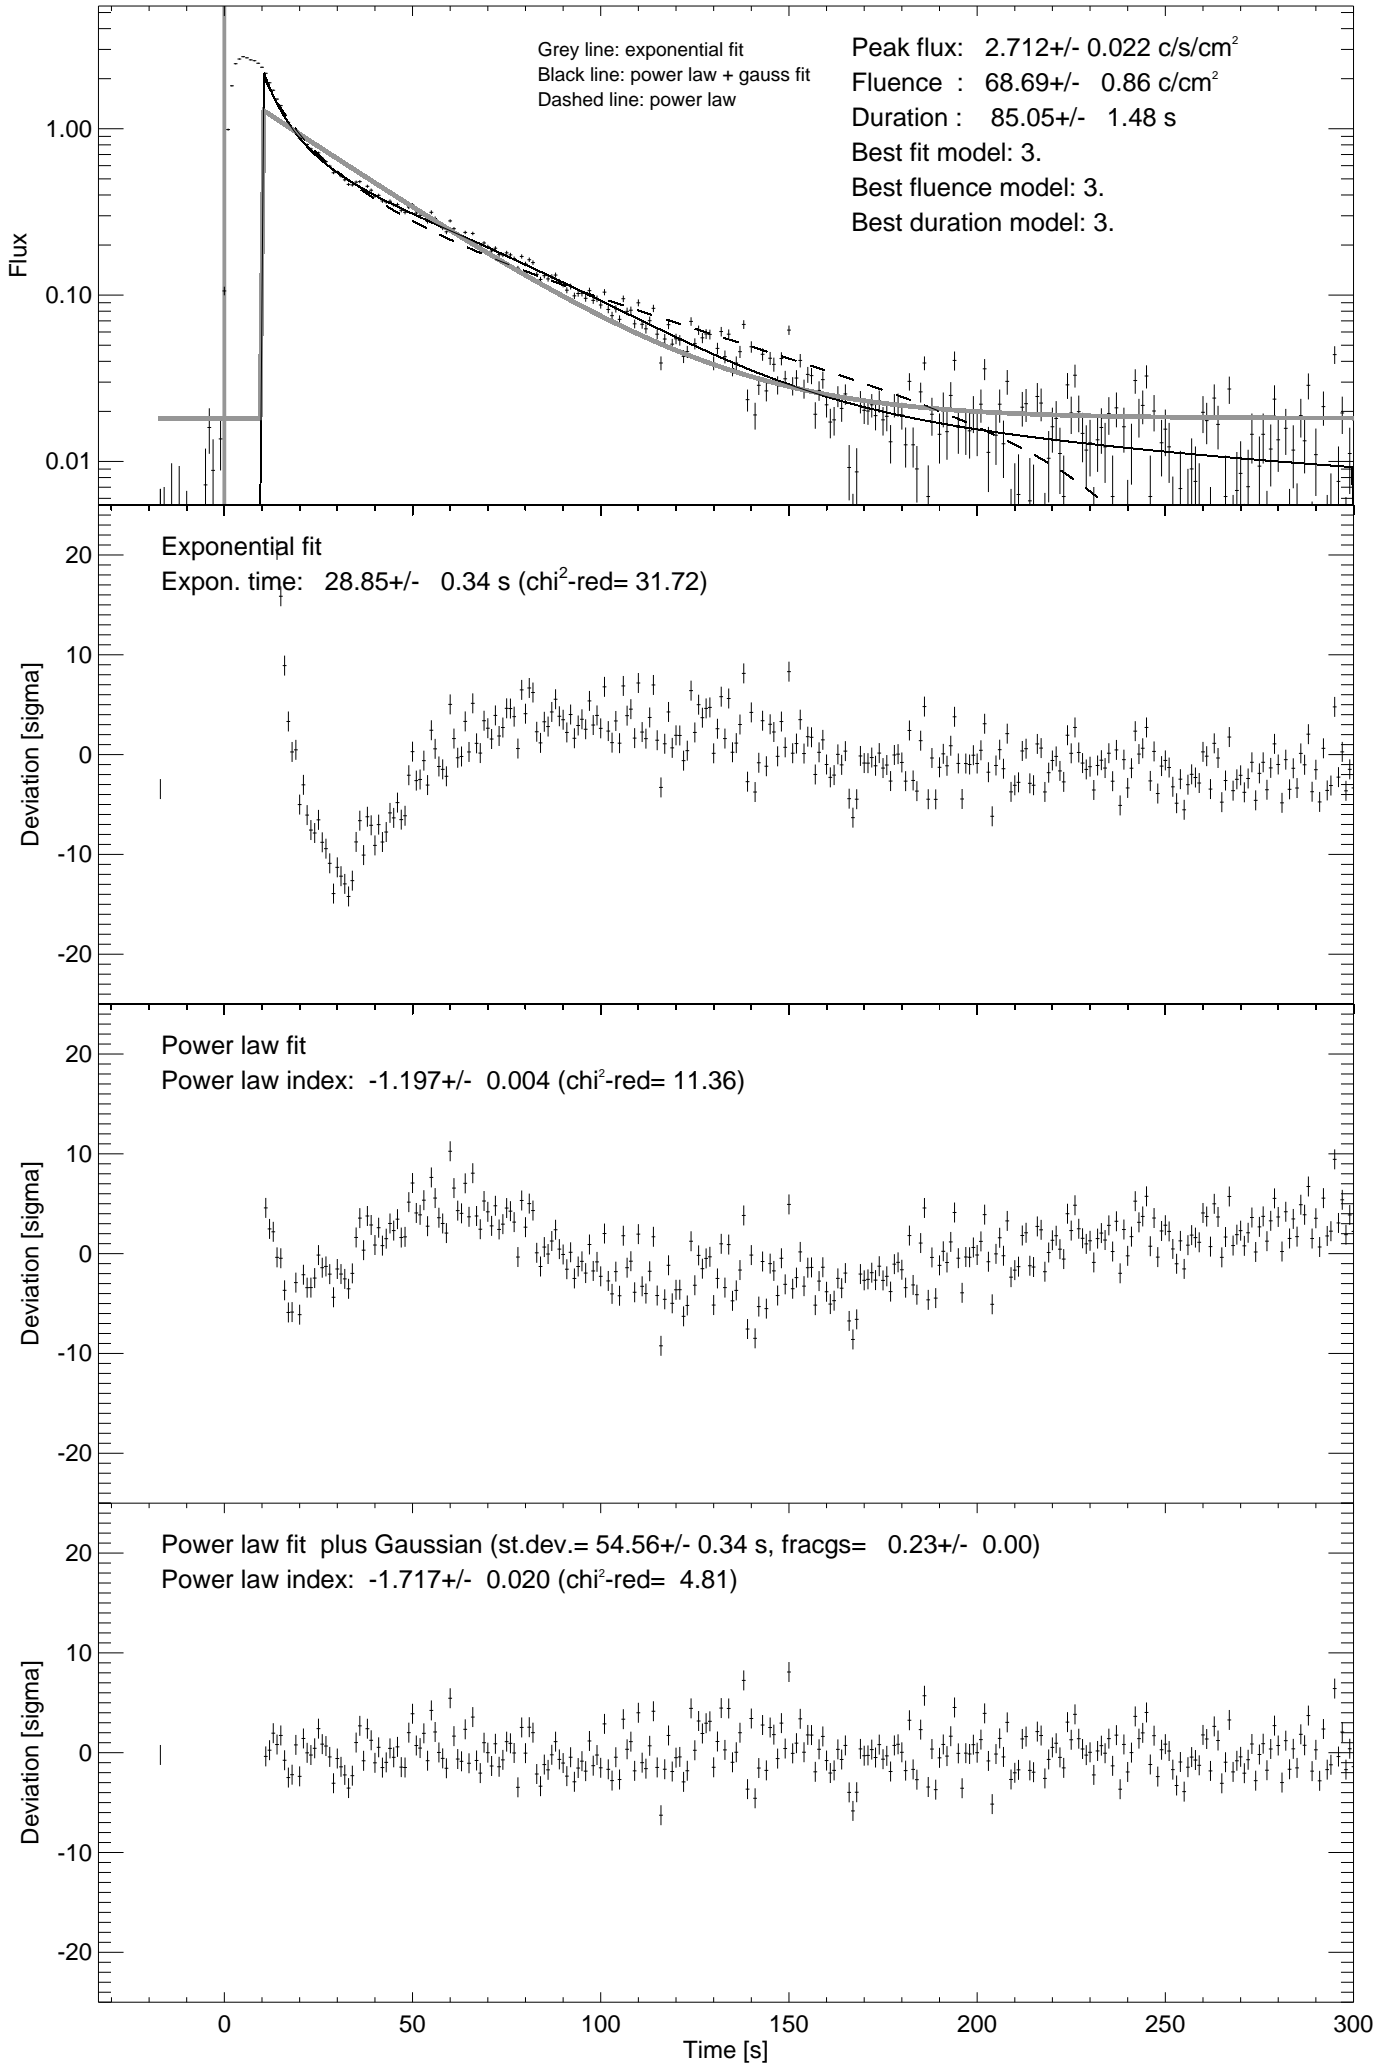 Grey line: exponential fit
Black line: power law + gauss fit
Dashed line: power law
Peak flux: 2.712+/- 0.022 c/s/cm²
Fluence : 68.69+/- 0.86 c/cm²
Duration : 85.05+/- 1.48 s
Best fit model: 3.
Best fluence model: 3.
Best duration model: 3.
Flux
1.00
0.10
0.01
Exponential fit
Expon. time: 28.85+/- 0.34 s (chi²-red= 31.72)
Deviation [sigma]
20
10
0
-10
-20
Power law fit
Power law index: -1.197+/- 0.004 (chi²-red= 11.36)
Deviation [sigma]
20
10
0
-10
-20
Power law fit plus Gaussian (st.dev.= 54.56+/- 0.34 s, fracgs= 0.23+/- 0.00)
Power law index: -1.717+/- 0.020 (chi²-red= 4.81)
Deviation [sigma]
20
10
0
-10
-20
0 50 100 150 200 250 300
Time [s]